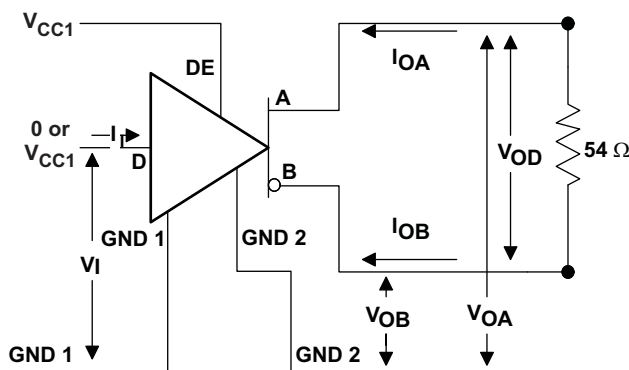 VCC1
DE
IOA
A
0 or
VCC1
II
D
VOD
54 Ω
B
GND 1
GND 2
IOB
VI
VOB
VOA
GND 1
GND 2